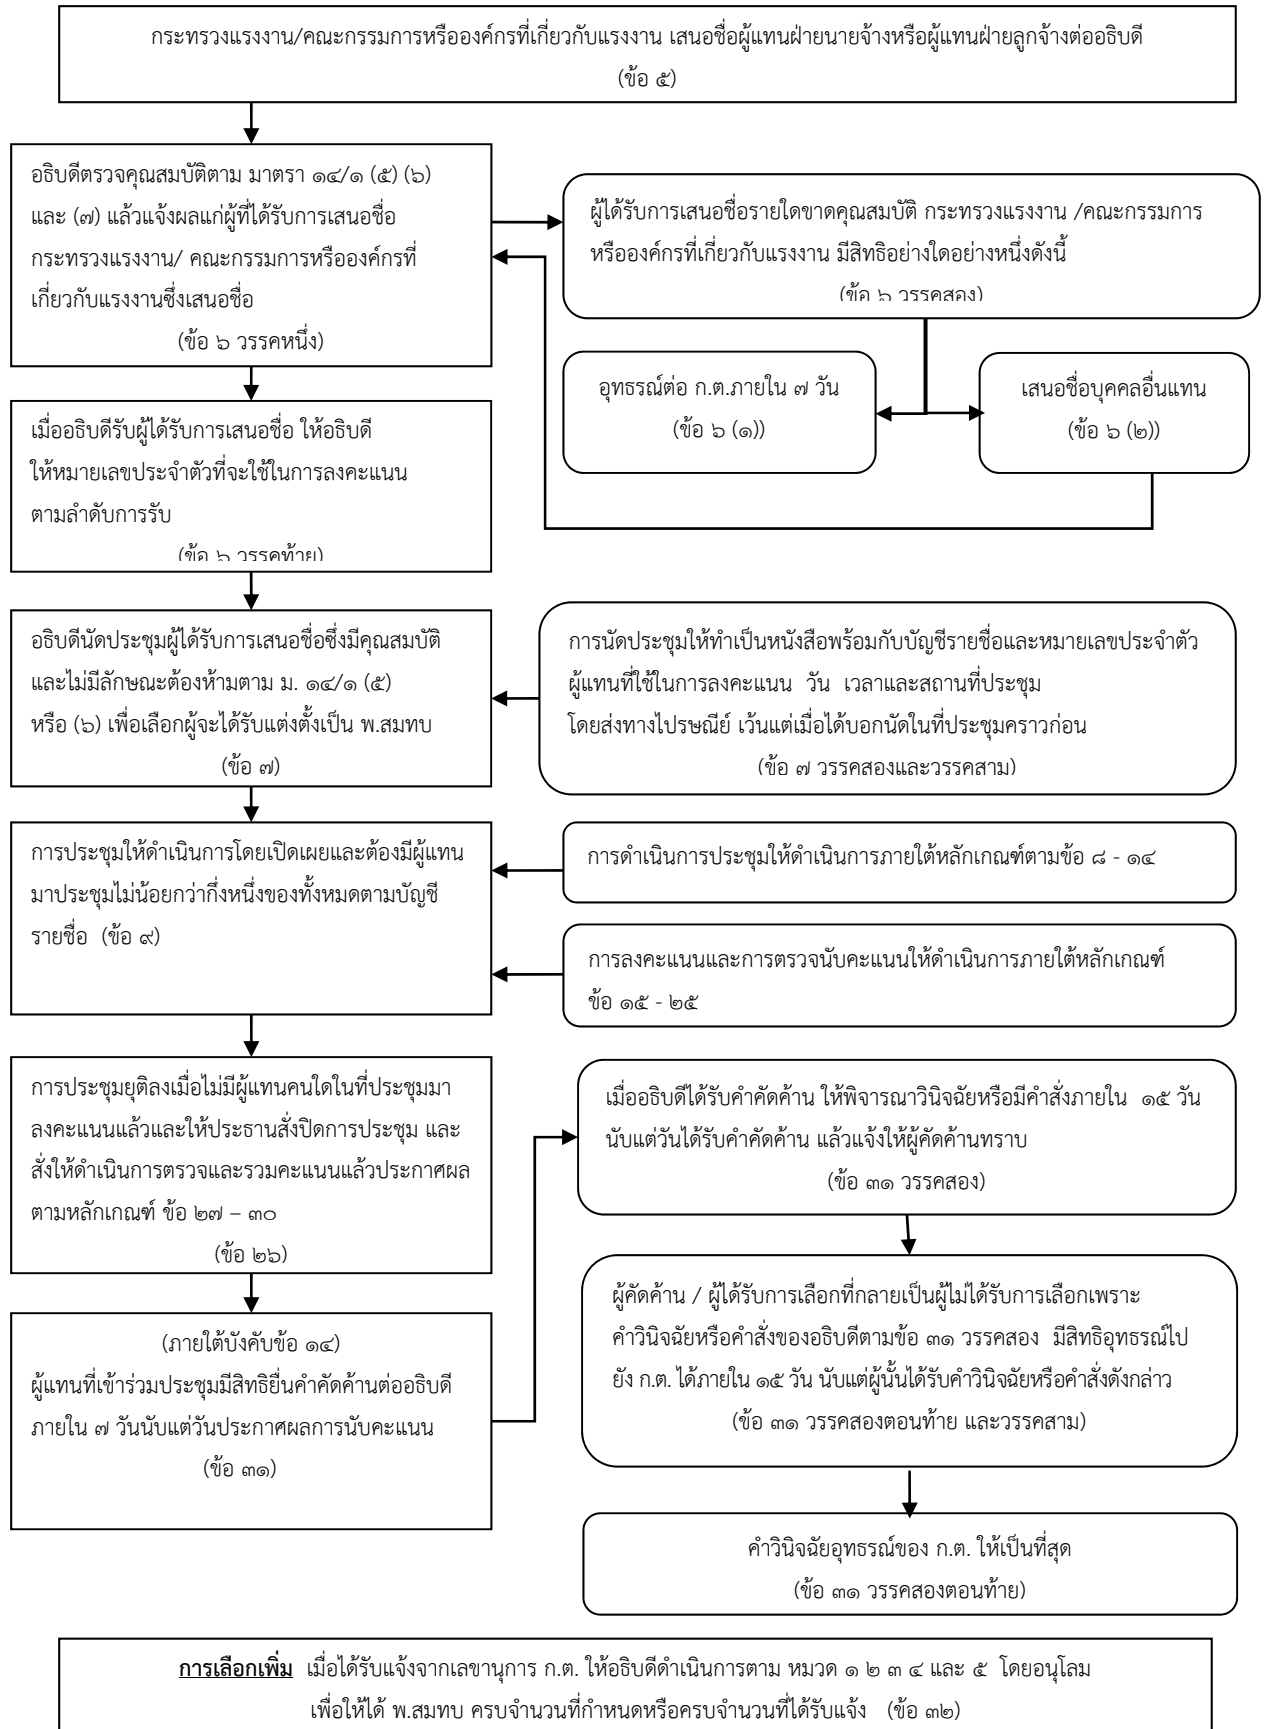 กระทรวงแรงงาน/คณะกรรมการหรือองค์กรที่เกี่ยวกับแรงงาน เสนอชื่อผู้แทนฝ่ายนายจ้างหรือผู้แทนฝ่ายลูกจ้างต่ออธิบดี
(ข้อ ๕)
อธิบดีตรวจคุณสมบัติตาม มาตรา ๑๔/๑ (๕) (๖)
และ (๗) แล้วแจ้งผลแก่ผู้ที่ได้รับการเสนอชื่อ
กระทรวงแรงงาน/ คณะกรรมการหรือองค์กรที่
เกี่ยวกับแรงงานซึ่งเสนอชื่อ
(ข้อ ๖ วรรคหนึ่ง)
ผู้ได้รับการเสนอชื่อรายใดขาดคุณสมบัติ กระทรวงแรงงาน /คณะกรรมการ
หรือองค์กรที่เกี่ยวกับแรงงาน มีสิทธิอย่างใดอย่างหนึ่งดังนี้
(ข้อ ๖ วรรคสอง)
อุทธรณ์ต่อ ก.ต.ภายใน ๗ วัน
(ข้อ ๖ (๑))
เสนอชื่อบุคคลอื่นแทน
(ข้อ ๖ (๒))
เมื่ออธิบดีรับผู้ได้รับการเสนอชื่อ ให้อธิบดี
ให้หมายเลขประจำตัวที่จะใช้ในการลงคะแนน
ตามลำดับการรับ
(ข้อ ๖ วรรคท้าย)
อธิบดีนัดประชุมผู้ได้รับการเสนอชื่อซึ่งมีคุณสมบัติ
และไม่มีลักษณะต้องห้ามตาม ม. ๑๔/๑ (๕)
หรือ (๖) เพื่อเลือกผู้จะได้รับแต่งตั้งเป็น พ.สมทบ
(ข้อ ๗)
การนัดประชุมให้ทำเป็นหนังสือพร้อมกับบัญชีรายชื่อและหมายเลขประจำตัว
ผู้แทนที่ใช้ในการลงคะแนน วัน เวลาและสถานที่ประชุม
โดยส่งทางไปรษณีย์ เว้นแต่เมื่อได้บอกนัดในที่ประชุมคราวก่อน
(ข้อ ๗ วรรคสองและวรรคสาม)
การประชุมให้ดำเนินการโดยเปิดเผยและต้องมีผู้แทน
มาประชุมไม่น้อยกว่ากึ่งหนึ่งของทั้งหมดตามบัญชี
รายชื่อ (ข้อ ๙)
การดำเนินการประชุมให้ดำเนินการภายใต้หลักเกณฑ์ตามข้อ ๘ - ๑๔
การลงคะแนนและการตรวจนับคะแนนให้ดำเนินการภายใต้หลักเกณฑ์
ข้อ ๑๕ - ๒๕
การประชุมยุติลงเมื่อไม่มีผู้แทนคนใดในที่ประชุมมา
ลงคะแนนแล้วและให้ประธานสั่งปิดการประชุม และ
สั่งให้ดำเนินการตรวจและรวมคะแนนแล้วประกาศผล
ตามหลักเกณฑ์ ข้อ ๒๗ – ๓๐
(ข้อ ๒๖)
เมื่ออธิบดีได้รับคำคัดค้าน ให้พิจารณาวินิจฉัยหรือมีคำสั่งภายใน ๑๕ วัน
นับแต่วันได้รับคำคัดค้าน แล้วแจ้งให้ผู้คัดค้านทราบ
(ข้อ ๓๑ วรรคสอง)
(ภายใต้บังคับข้อ ๑๔)
ผู้แทนที่เข้าร่วมประชุมมีสิทธิยื่นคำคัดค้านต่ออธิบดี
ภายใน ๗ วันนับแต่วันประกาศผลการนับคะแนน
(ข้อ ๓๑)
ผู้คัดค้าน / ผู้ได้รับการเลือกที่กลายเป็นผู้ไม่ได้รับการเลือกเพราะ
คำวินิจฉัยหรือคำสั่งของอธิบดีตามข้อ ๓๑ วรรคสอง มีสิทธิอุทธรณ์ไป
ยัง ก.ต. ได้ภายใน ๑๕ วัน นับแต่ผู้นั้นได้รับคำวินิจฉัยหรือคำสั่งดังกล่าว
(ข้อ ๓๑ วรรคสองตอนท้าย และวรรคสาม)
คำวินิจฉัยอุทธรณ์ของ ก.ต. ให้เป็นที่สุด
(ข้อ ๓๑ วรรคสองตอนท้าย)
การเลือกเพิ่ม เมื่อได้รับแจ้งจากเลขานุการ ก.ต. ให้อธิบดีดำเนินการตาม หมวด ๑ ๒ ๓ ๔ และ ๕ โดยอนุโลม
เพื่อให้ได้ พ.สมทบ ครบจำนวนที่กำหนดหรือครบจำนวนที่ได้รับแจ้ง (ข้อ ๓๒)